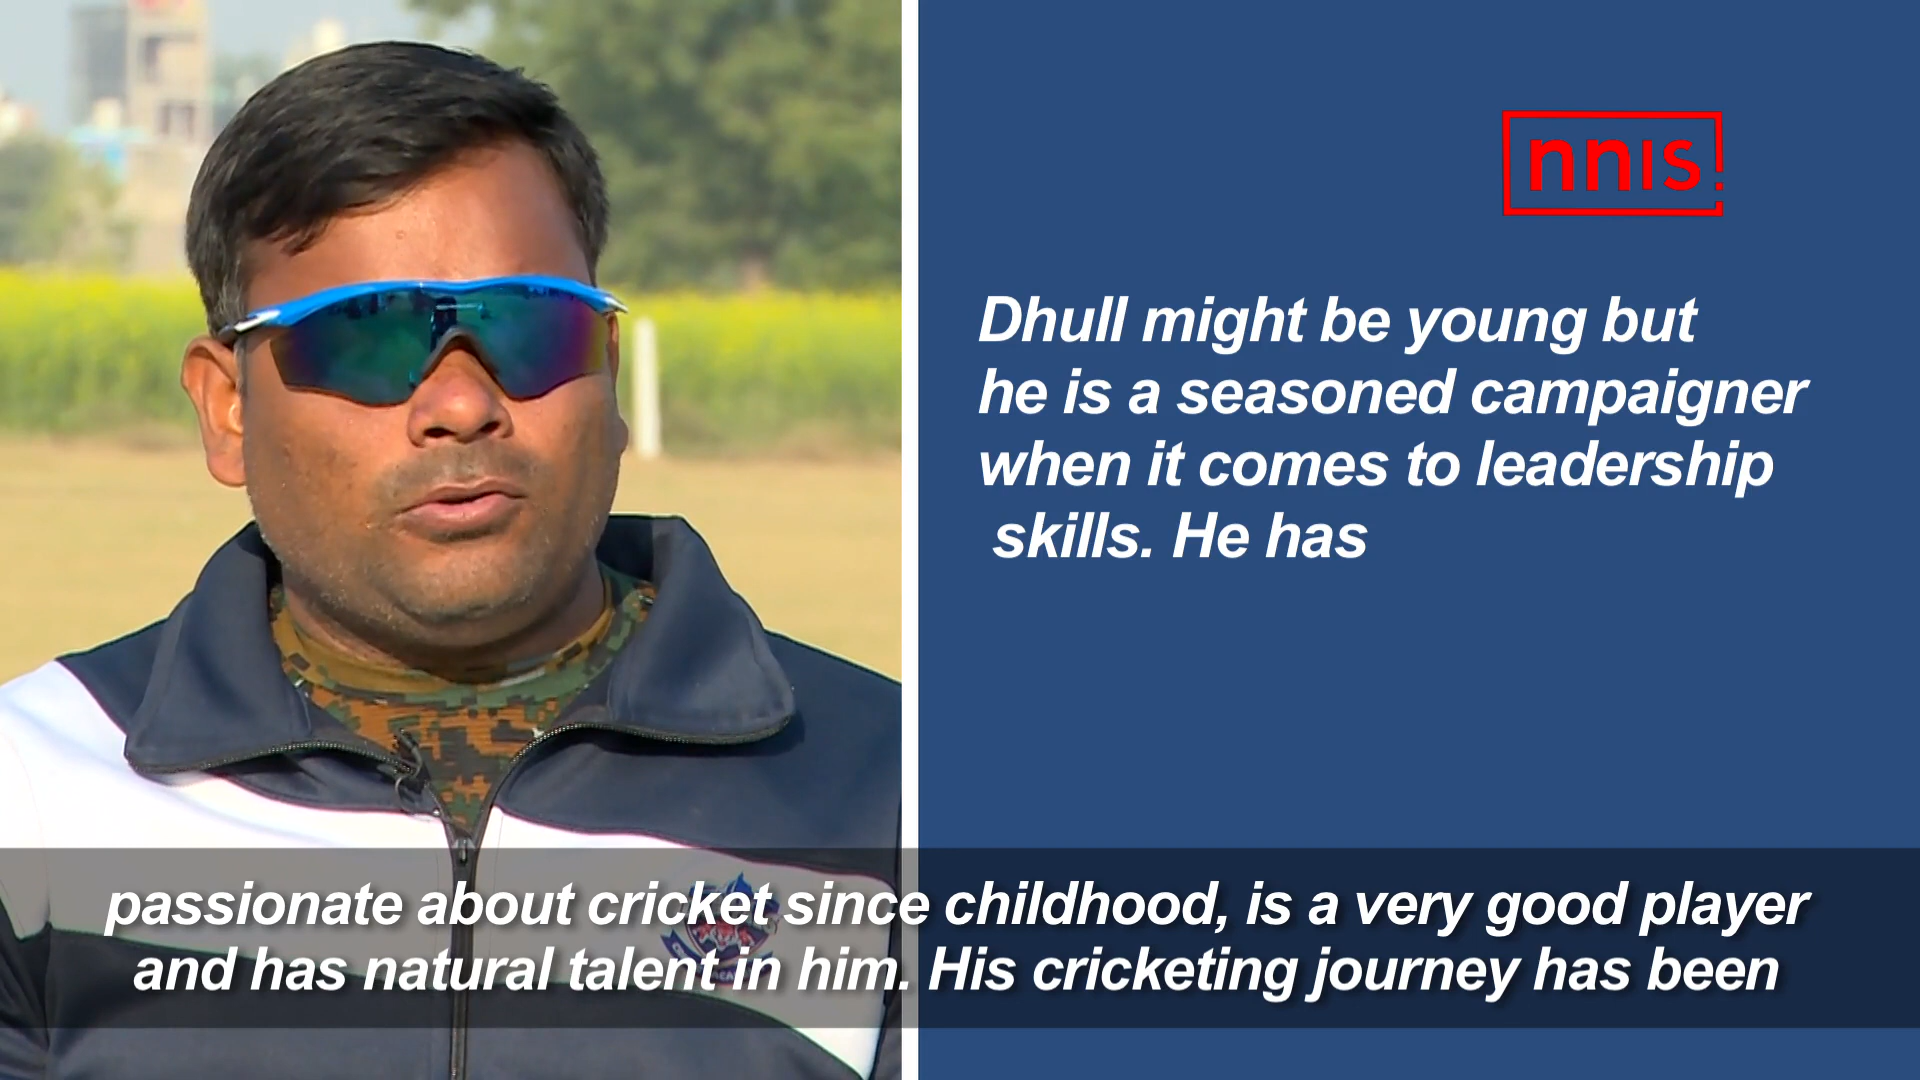 nnis
Dhull might be young but
he is a seasoned campaigner
when it comes to leadership
skills. He has
passionate about cricket since childhood, is a very good player
and has natural talent in him. His cricketing journey has been